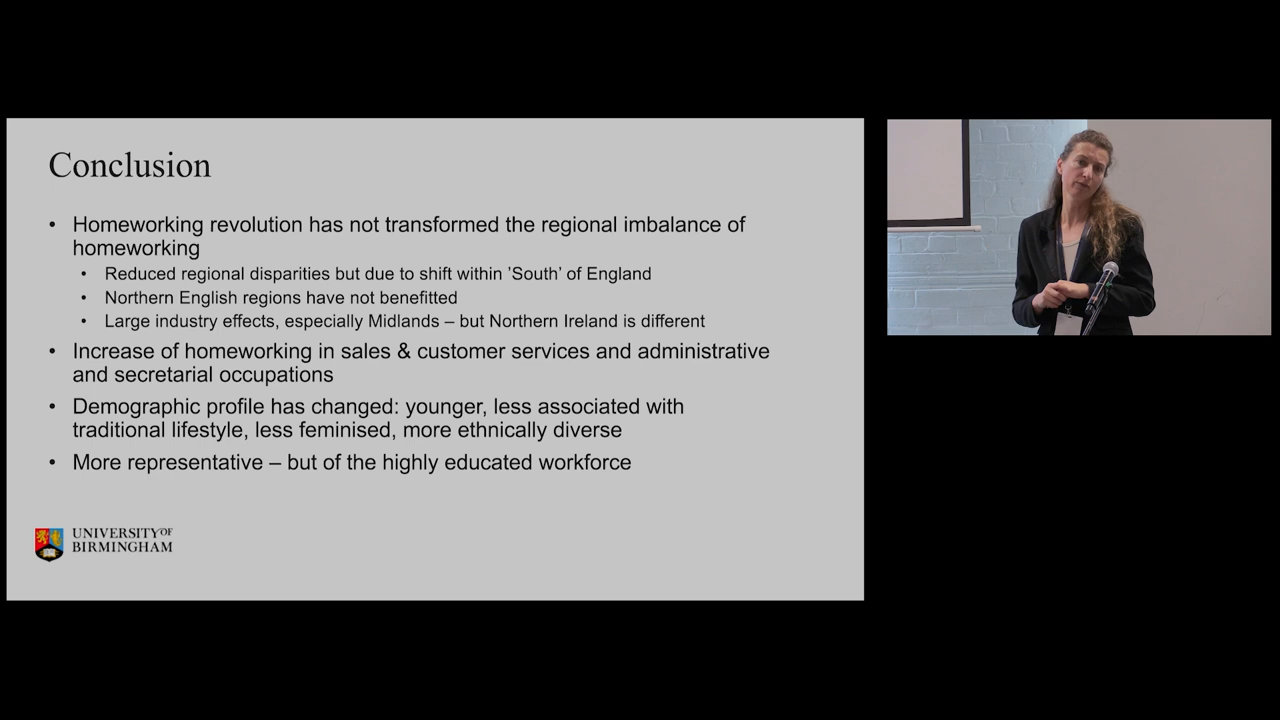 Conclusion
• Homeworking revolution has not transformed the regional imbalance of
homeworking
• Reduced regional disparities but due to shift within ’South’ of England
• Northern English regions have not benefitted
• Large industry effects, especially Midlands – but Northern Ireland is different
• Increase of homeworking in sales & customer services and administrative
and secretarial occupations
• Demographic profile has changed: younger, less associated with
traditional lifestyle, less feminised, more ethnically diverse
• More representative – but of the highly educated workforce
UNIVERSITY OF
BIRMINGHAM